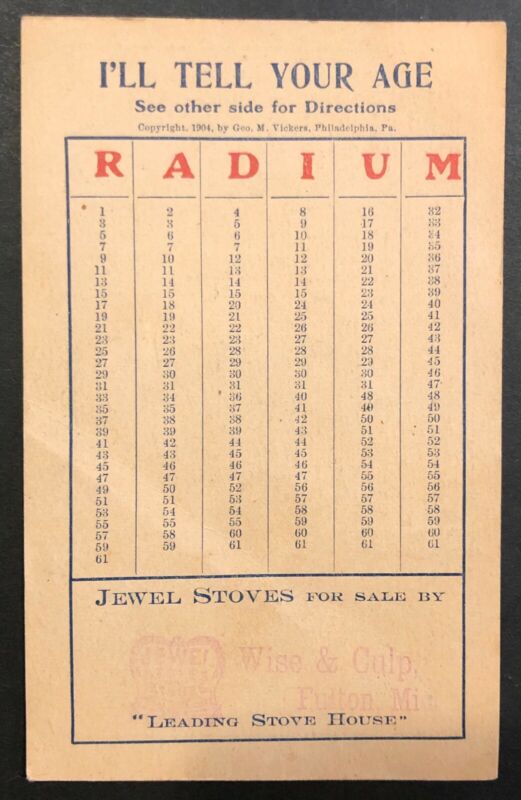 I'LL TELL YOUR AGE
See other side for Directions
Copyright, 1904, by Geo. M. Vickers, Philadelphia, Pa.
R A D I U M
1 2 4 8 16 32
3 3 5 9 17 33
5 6 6 10 18 34
7 7 7 11 19 35
9 10 12 12 20 36
11 11 13 13 21 37
13 14 14 14 22 38
15 15 15 15 23 39
17 18 20 24 24 40
19 19 21 25 25 41
21 22 22 26 26 42
23 23 23 27 27 43
25 26 28 28 28 44
27 27 29 29 29 45
29 30 30 30 30 46
31 31 31 31 31 47
33 34 36 40 48 48
35 35 37 41 49 49
37 38 38 42 50 50
39 39 39 43 51 51
41 42 44 44 52 52
43 43 45 45 53 53
45 46 46 46 54 54
47 47 47 47 55 55
49 50 52 56 56 56
51 51 53 57 57 57
53 54 54 58 58 58
55 55 55 59 59 59
57 58 60 60 60 60
59 59 61 61 61 61
61
JEWEL STOVES FOR SALE BY
JEWEL
Wise & Culp,
Fulton,
"LEADING STOVE HOUSE"